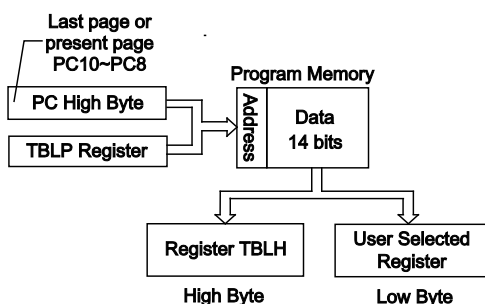 Last page or
present page
PC10~PC8
Program Memory
PC High Byte
TBLP Register
Address
Data
14 bits
Register TBLH
User Selected
Register
High Byte
Low Byte